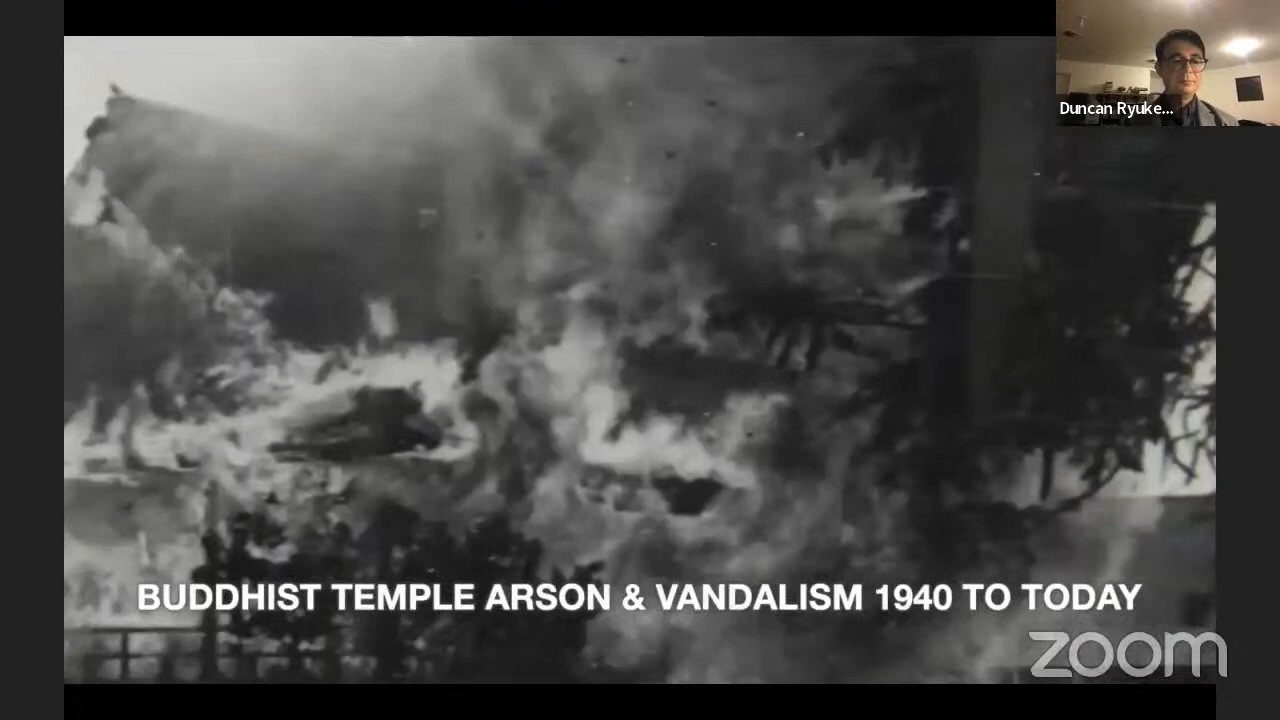 Duncan Ryuke...
BUDDHIST TEMPLE ARSON & VANDALISM 1940 TO TODAY
zoom